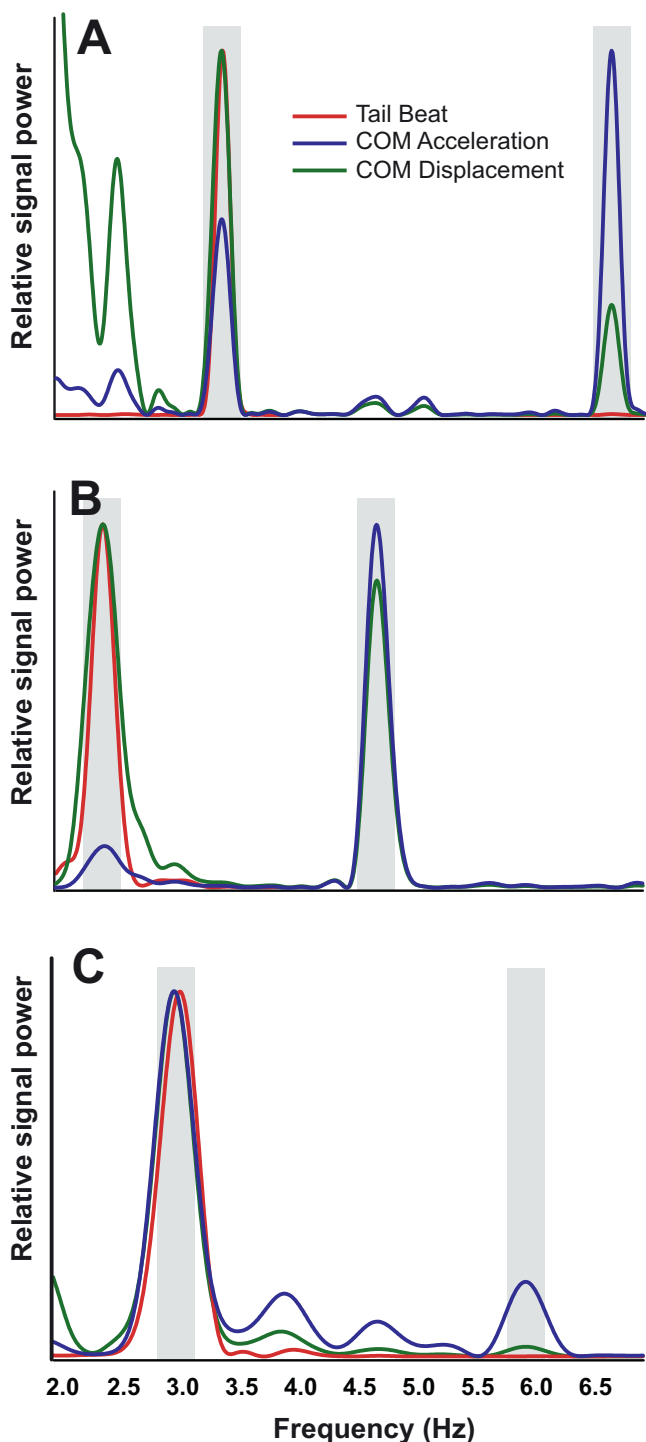 A
Tail Beat
COM Acceleration
COM Displacement
Relative signal power
B
Relative signal power
C
Relative signal power
2.0 2.5 3.0 3.5 4.0 4.5 5.0 5.5 6.0 6.5
Frequency (Hz)